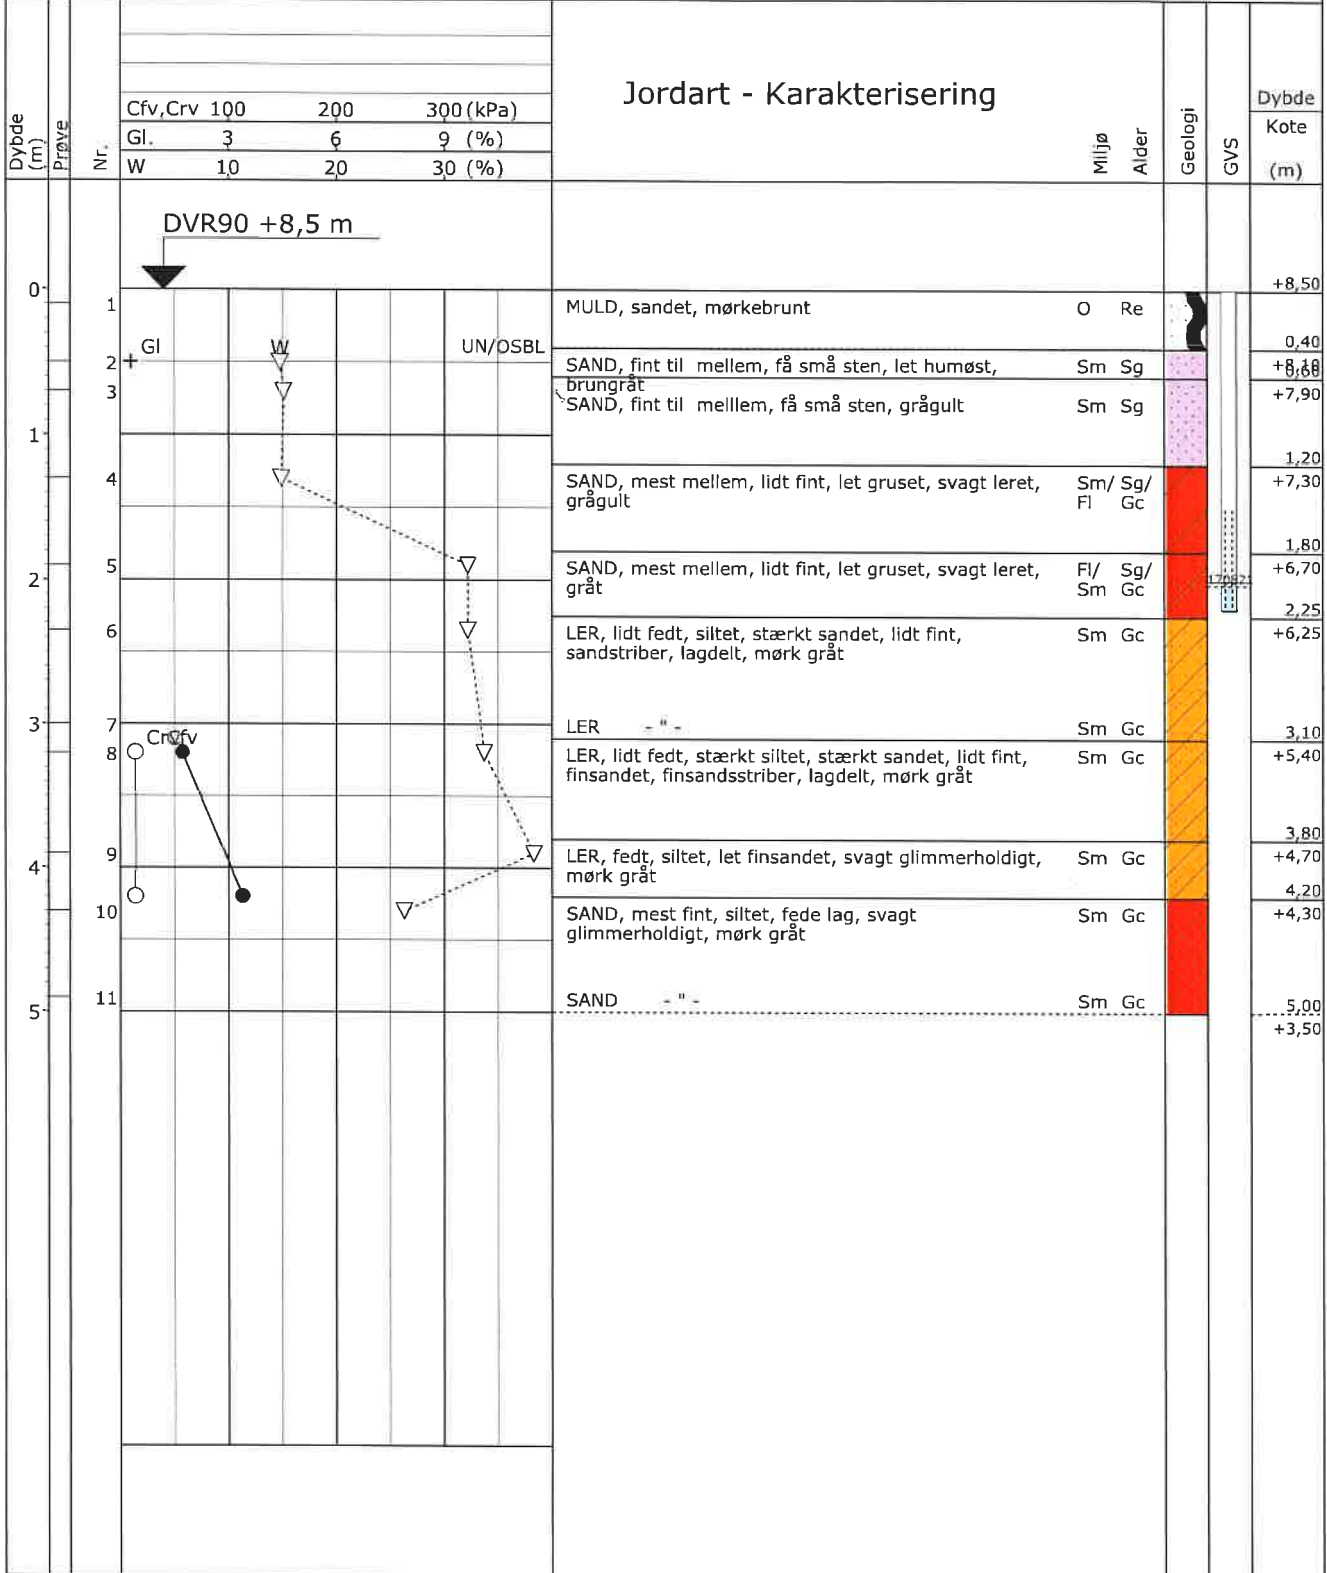 Jordart - Karakterisering
Dybde (m)
Prøve
Nr.
Cfv,Crv 100 200 300 (kPa)
Gl. 3 6 9 (%)
W 10 20 30 (%)
Miljø
Alder
Geologi
GVS
Dybde
Kote
(m)
DVR90 +8,5 m
+8,50
0
1 MULD, sandet, mørkebrunt O Re
Gl W UN/OSBL
0,40
2 SAND, fint til mellem, få små sten, let humøst, Sm Sg
brungråt
+8,10
0,60
3 SAND, fint til melllem, få små sten, grågult Sm Sg
+7,90
1
1,20
4 SAND, mest mellem, lidt fint, let gruset, svagt leret, Sm/ Sg/ +7,30
grågult Fl Gc
1,80
5 SAND, mest mellem, lidt fint, let gruset, svagt leret, Fl/ Sg/ +6,70
gråt Sm Gc
2
2,25
6 LER, lidt fedt, siltet, stærkt sandet, lidt fint, Sm Gc +6,25
sandstriber, lagdelt, mørk gråt
3
7 LER - " - Sm Gc 3,10
Crv Cfv
8 LER, lidt fedt, stærkt siltet, stærkt sandet, lidt fint, Sm Gc +5,40
finsandet, finsandsstriber, lagdelt, mørk gråt
3,80
9 LER, fedt, siltet, let finsandet, svagt glimmerholdigt, Sm Gc +4,70
mørk gråt
4
4,20
10 SAND, mest fint, siltet, fede lag, svagt Sm Gc +4,30
glimmerholdigt, mørk gråt
11 SAND - " - Sm Gc 5,00
5
+3,50